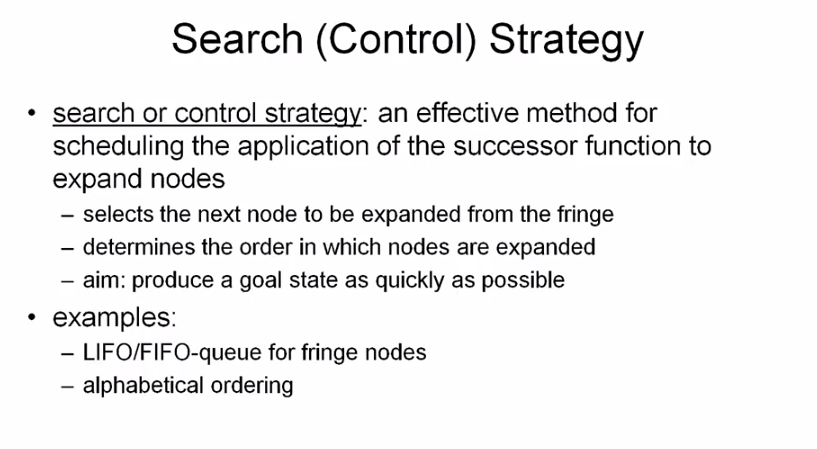 Search (Control) Strategy
• search or control strategy: an effective method for
scheduling the application of the successor function to
expand nodes
– selects the next node to be expanded from the fringe
– determines the order in which nodes are expanded
– aim: produce a goal state as quickly as possible
• examples:
– LIFO/FIFO-queue for fringe nodes
– alphabetical ordering